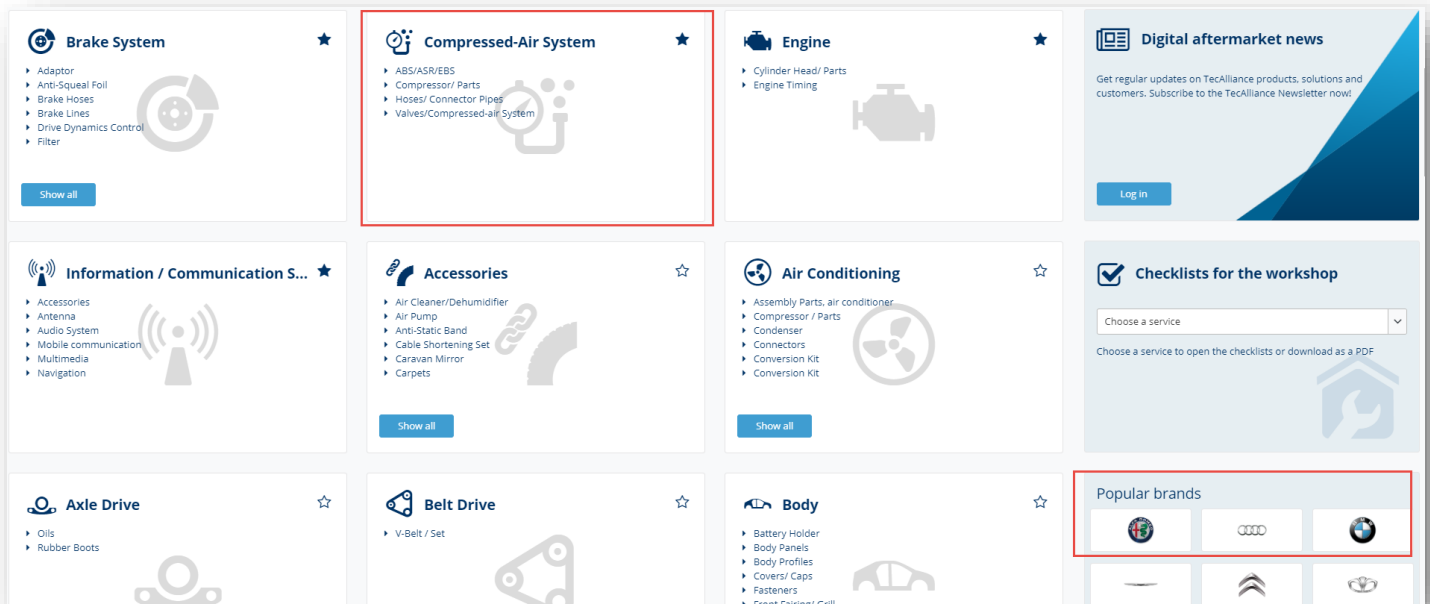 Brake System
Adaptor
Anti-Squeal Foil
Brake Hoses
Brake Lines
Drive Dynamics Control
Filter
Show all
Compressed-Air System
ABS/ASR/EBS
Compressor/ Parts
Hoses/ Connector Pipes
Valves/Compressed-air System
Engine
Cylinder Head/ Parts
Engine Timing
Digital aftermarket news
Get regular updates on TecAlliance products, solutions and
customers. Subscribe to the TecAlliance Newsletter now!
Log in
Information / Communication S...
Accessories
Antenna
Audio System
Mobile communication
Multimedia
Navigation
Accessories
Air Cleaner/Dehumidifier
Air Pump
Anti-Static Band
Cable Shortening Set
Caravan Mirror
Carpets
Show all
Air Conditioning
Assembly Parts, air conditioner
Compressor / Parts
Condenser
Connectors
Conversion Kit
Conversion Kit
Show all
Checklists for the workshop
Choose a service
Choose a service to open the checklists or download as a PDF
Axle Drive
Oils
Rubber Boots
Belt Drive
V-Belt / Set
Body
Battery Holder
Body Panels
Body Profiles
Covers/ Caps
Fasteners
Front Fairing/ Grill
Popular brands